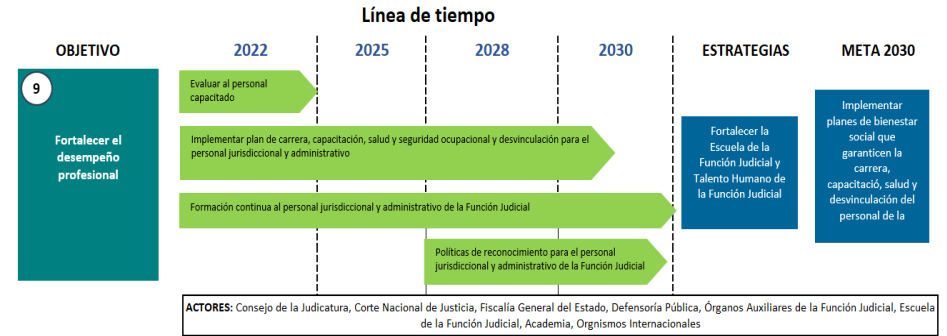 Línea de tiempo
OBJETIVO
2022
2025
2028
2030
ESTRATEGIAS
META 2030
9
Fortalecer el
desempeño
profesional
Evaluar al personal
capacitado
Implementar plan de carrera, capacitación, salud y seguridad ocupacional y desvinculación para el
personal jurisdiccional y administrativo
Formación continua al personal jurisdiccional y administrativo de la Función Judicial
Políticas de reconocimiento para el personal
jurisdiccional y administrativo de la Función Judicial
Fortalecer la
Escuela de la
Función Judicial y
Talento Humano de
la Función Judicial
Implementar
planes de bienestar
social que
garanticen la
carrera,
capacitació, salud y
desvinculación del
personal de la
ACTORES: Consejo de la Judicatura, Corte Nacional de Justicia, Fiscalía General del Estado, Defensoría Pública, Órganos Auxiliares de la Función Judicial, Escuela
de la Función Judicial, Academia, Orgnismos Internacionales